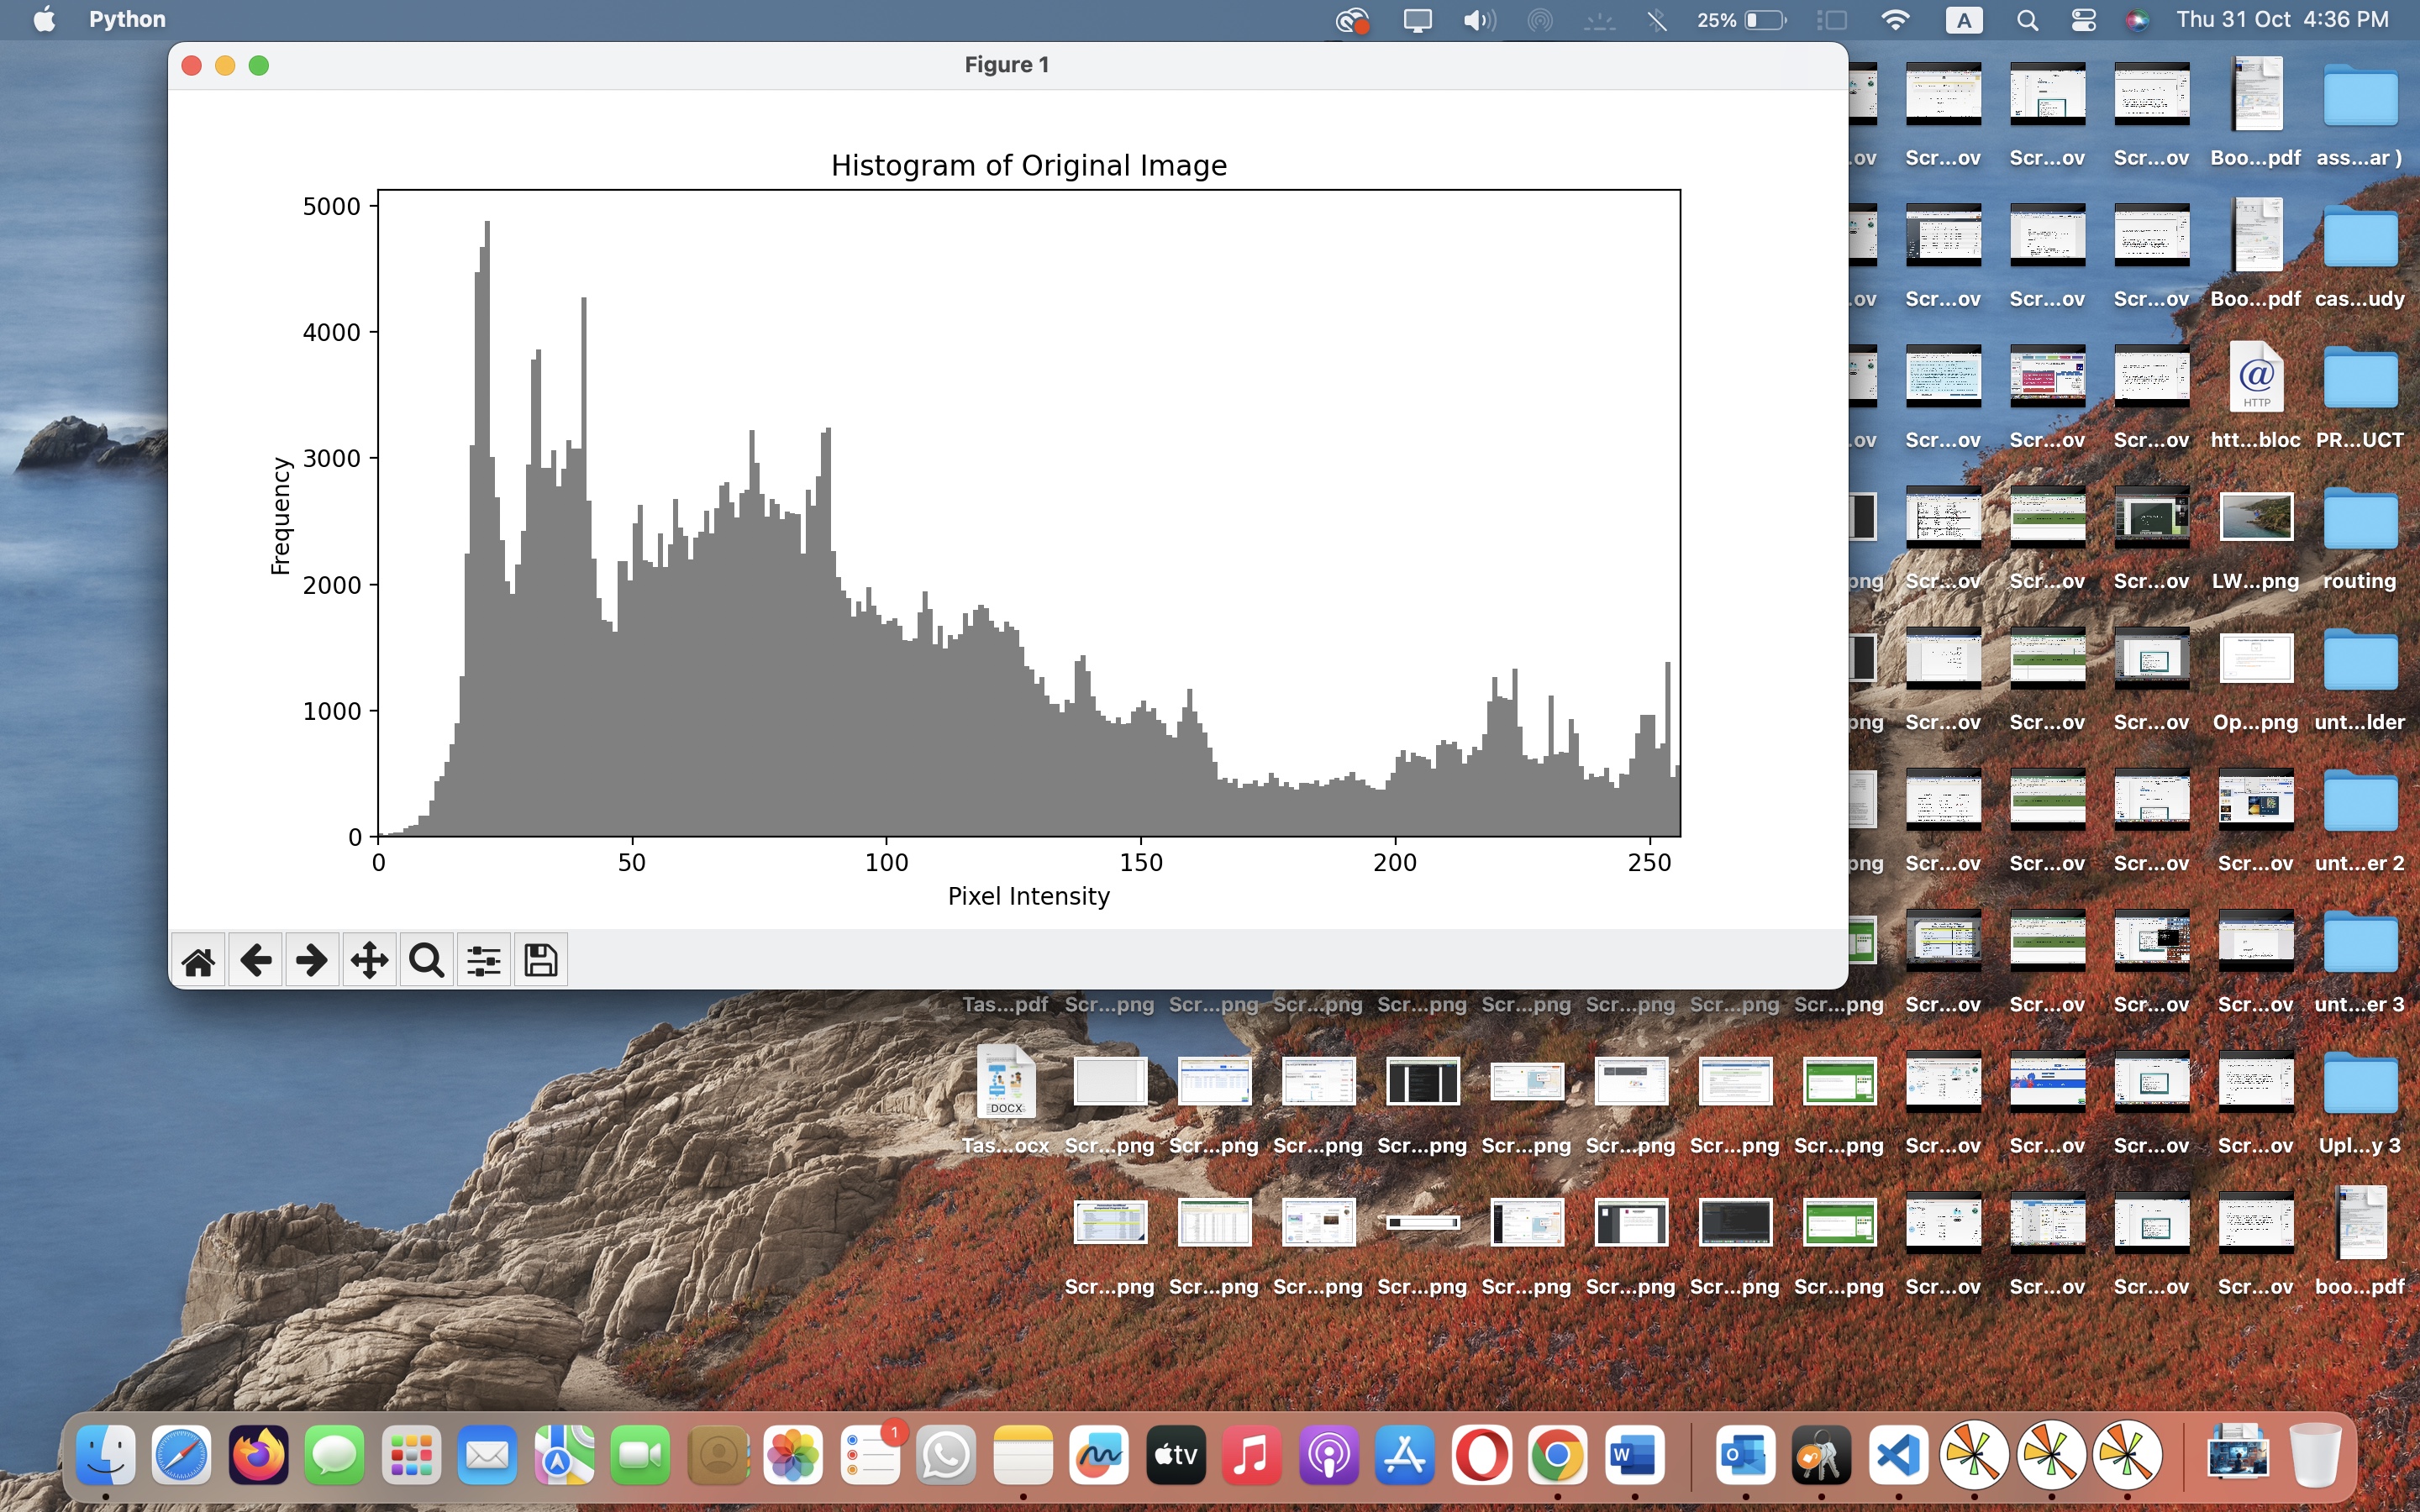 Python
25%
A
Thu 31 Oct 4:36 PM
Figure 1
Histogram of Original Image
5000
4000
3000
2000
1000
0
Frequency
0 50 100 150 200 250
Pixel Intensity
.ov Scr...ov Scr...ov Scr...ov Boo...pdf ass...ar )
.ov Scr...ov Scr...ov Scr...ov Boo...pdf cas...udy
HTTP
.ov Scr...ov Scr...ov Scr...ov htt...bloc PR...UCT
png Scr...ov Scr...ov Scr...ov LW...png routing
png Scr...ov Scr...ov Scr...ov Op...png unt...lder
png Scr...ov Scr...ov Scr...ov Scr...ov unt...er 2
Tas...pdf Scr...png Scr...png Scr...png Scr...png Scr...png Scr...png Scr...png Scr...png Scr...ov Scr...ov Scr...ov Scr...ov unt...er 3
DOCX
Tas...ocx Scr...png Scr...png Scr...png Scr...png Scr...png Scr...png Scr...png Scr...png Scr...ov Scr...ov Scr...ov Scr...ov Upl...y 3
Scr...png Scr...png Scr...png Scr...png Scr...png Scr...png Scr...png Scr...png Scr...ov Scr...ov Scr...ov Scr...ov boo...pdf
1
tv
W
O